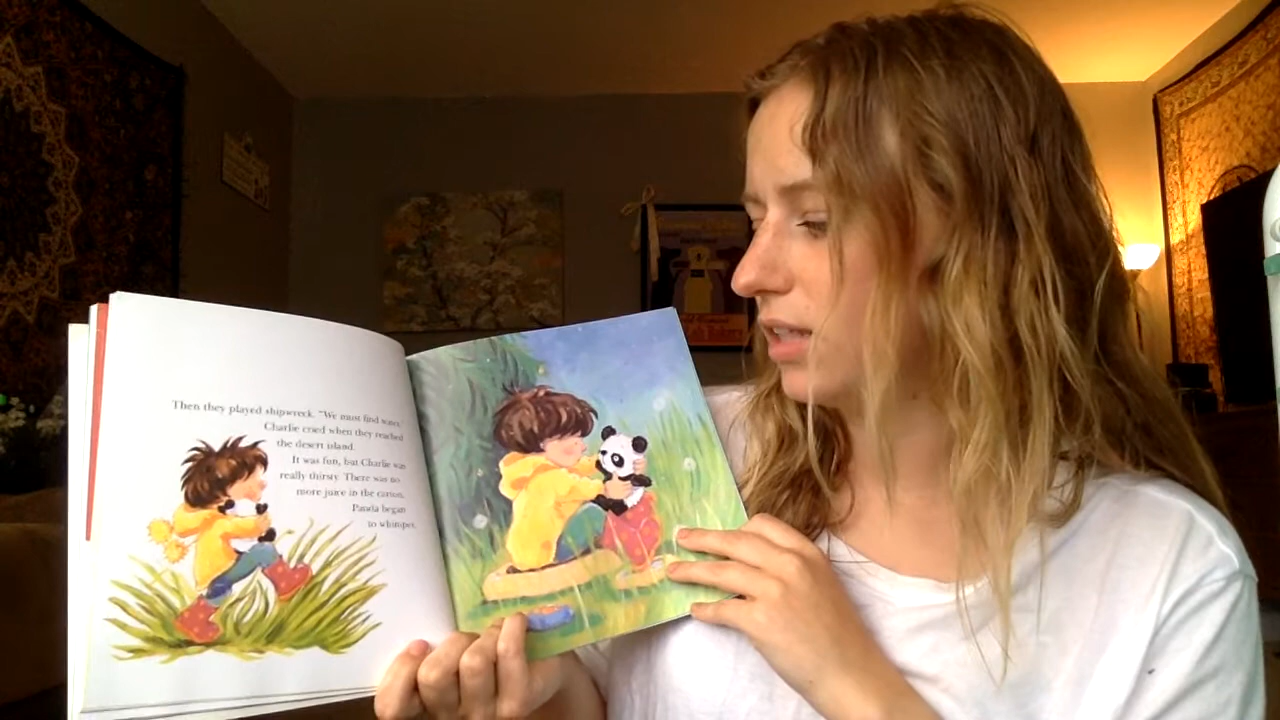 Then they played shipwreck. "We must find water,"
Charlie cried when they reached
the desert island.
It was fun, but Charlie was
really thirsty. There was no
more juice in the carton.
Panda began
to whimper.